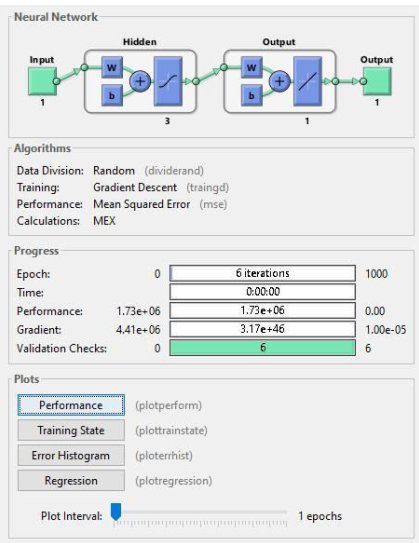 Neural Network
Hidden Output
Input Output
W W
b b
1 3 1 1
Algorithms
Data Division: Random (dividerand)
Training: Gradient Descent (traingd)
Performance: Mean Squared Error (mse)
Calculations: MEX
Progress
Epoch: 0 6 iterations 1000
Time: 0:00:00
Performance: 1.73e+06 1.73e+06 0.00
Gradient: 4.41e+06 3.17e+46 1.00e-05
Validation Checks: 0 6 6
Plots
Performance (plotperform)
Training State (plottrainstate)
Error Histogram (ploterrhist)
Regression (plotregression)
Plot Interval: 1 epochs